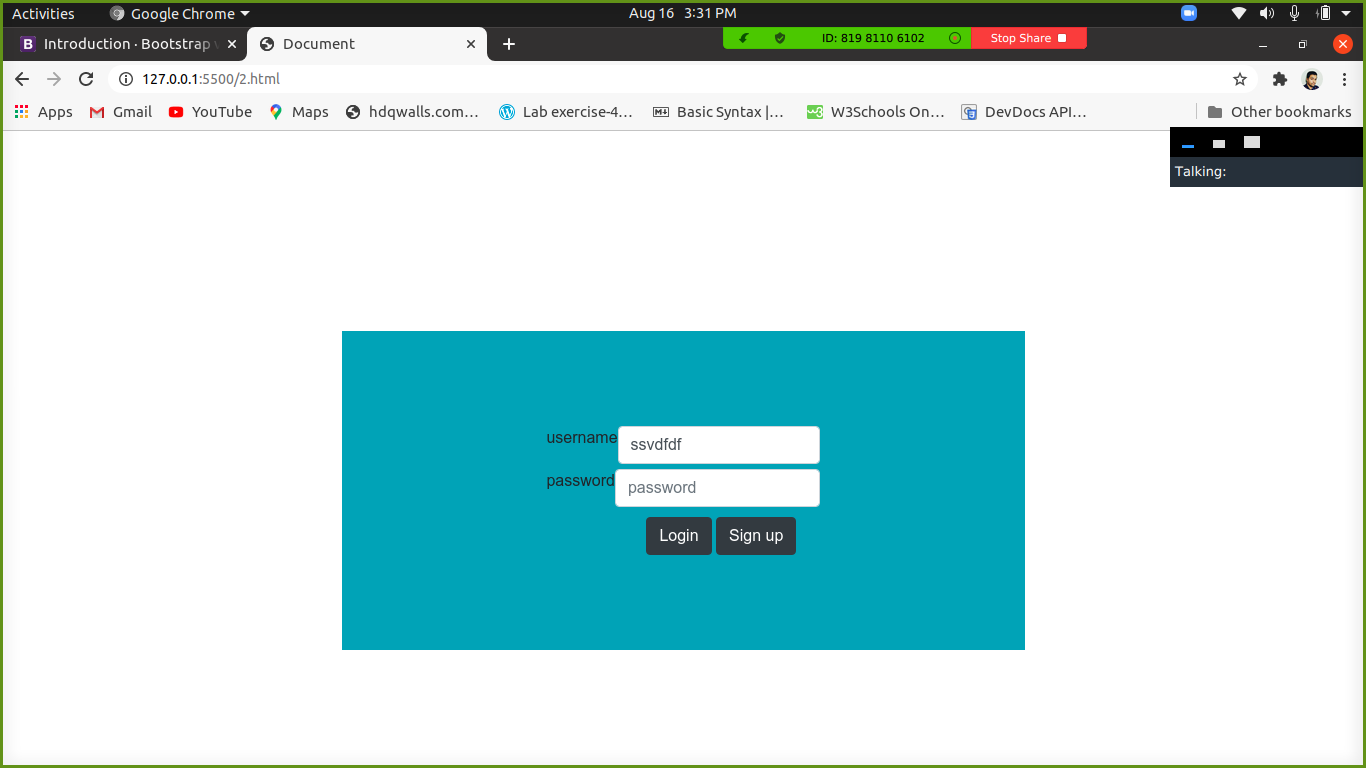 Activities Google Chrome Aug 16 3:31 PM
Introduction · Bootstrap v Document ID: 819 8110 6102 Stop Share
127.0.0.1:5500/2.html
Apps Gmail YouTube Maps hdqwalls.com… Lab exercise-4… Basic Syntax |… W3Schools On… DevDocs API… Other bookmarks
Talking:
username ssvdfdf
password password
Login Sign up